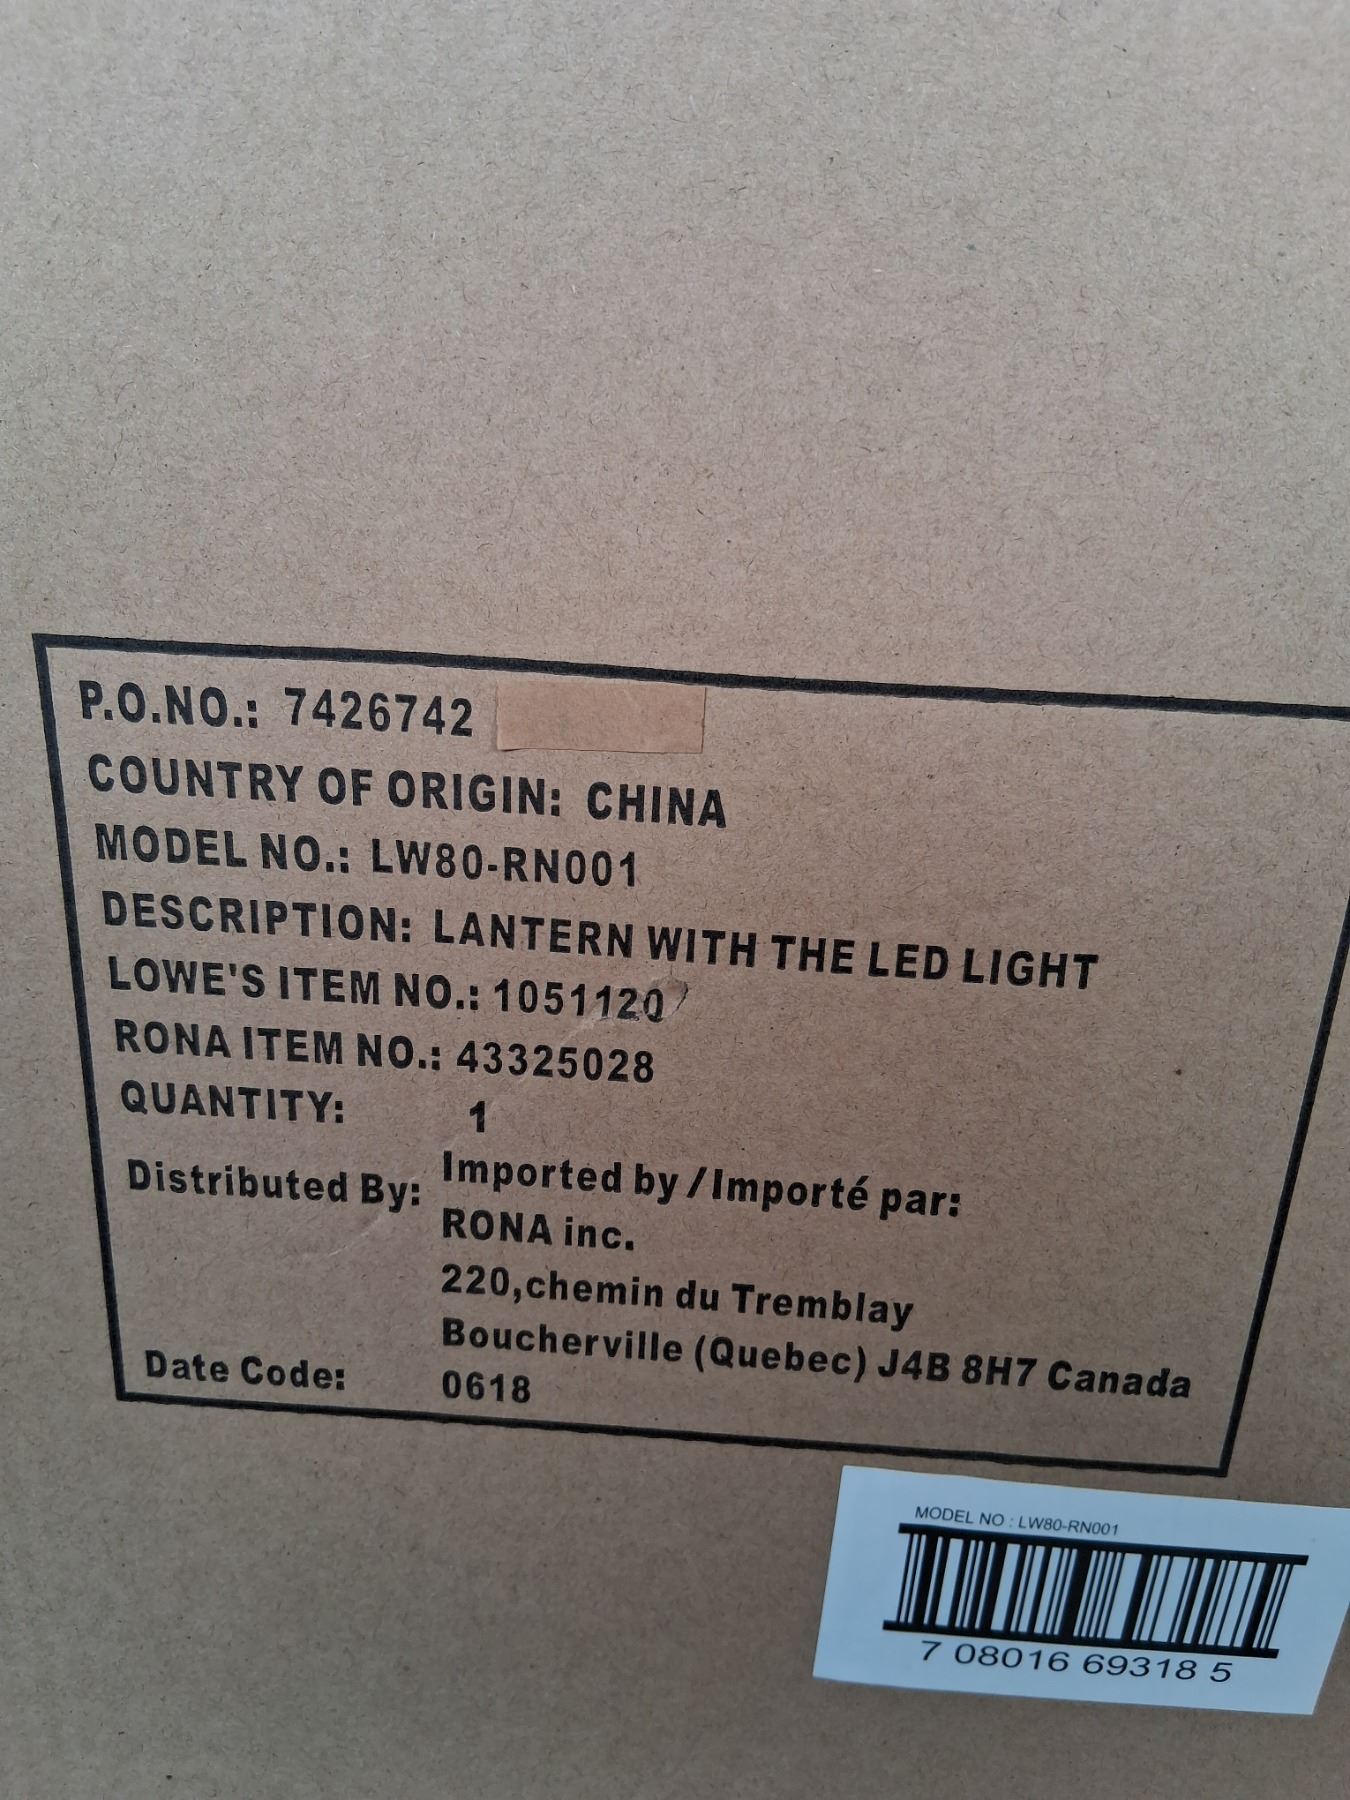 P.O.NO.: 7426742
COUNTRY OF ORIGIN: CHINA
MODEL NO.: LW80-RN001
DESCRIPTION: LANTERN WITH THE LED LIGHT
LOWE'S ITEM NO.: 1051120
RONA ITEM NO.: 43325028
QUANTITY: 1
Distributed By: Imported by/Importé par:
RONA inc.
220,chemin du Tremblay
Boucherville (Quebec) J4B 8H7 Canada
Date Code: 0618
MODEL NO : LW80-RN001
7 08016 69318 5